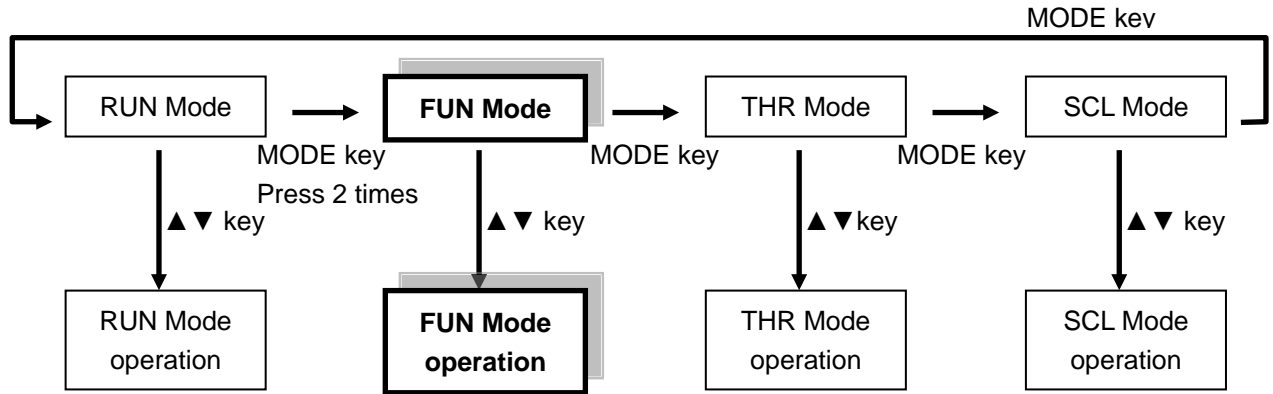 MODE key
RUN Mode
FUN Mode
THR Mode
SCL Mode
MODE key
Press 2 times
MODE key
MODE key
▲▼ key
▲▼ key
▲▼key
▲▼ key
RUN Mode
operation
FUN Mode
operation
THR Mode
operation
SCL Mode
operation